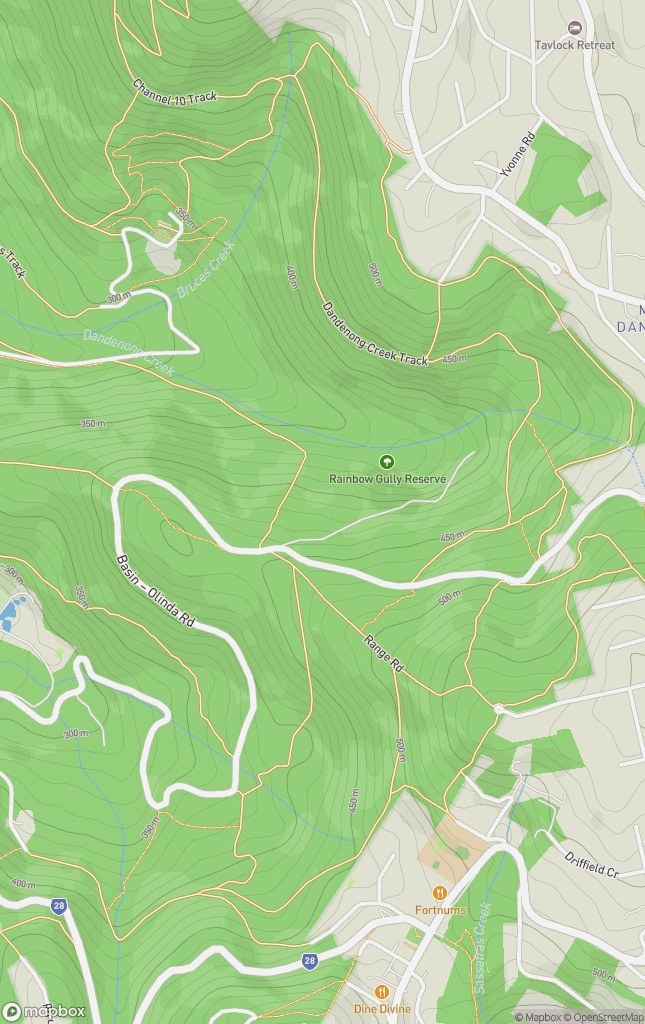 Tavlock Retreat
Channel 10 Track
Yvonne Rd
350 m
s Track
Bruces Creek
400 m
500 m
300 m
M
DAN
Dandenong Creek
Dandenong Creek Track
450 m
350 m
Rainbow Gully Reserve
450 m
300 m
350 m
Basin – Olinda Rd
500 m
Range Rd
300 m
500 m
450 m
350 m
Driffield Cr
400 m
28
Fortnums
Sassafras Creek
28
500 m
Dine Divine
mapbox
© Mapbox © OpenStreetMap